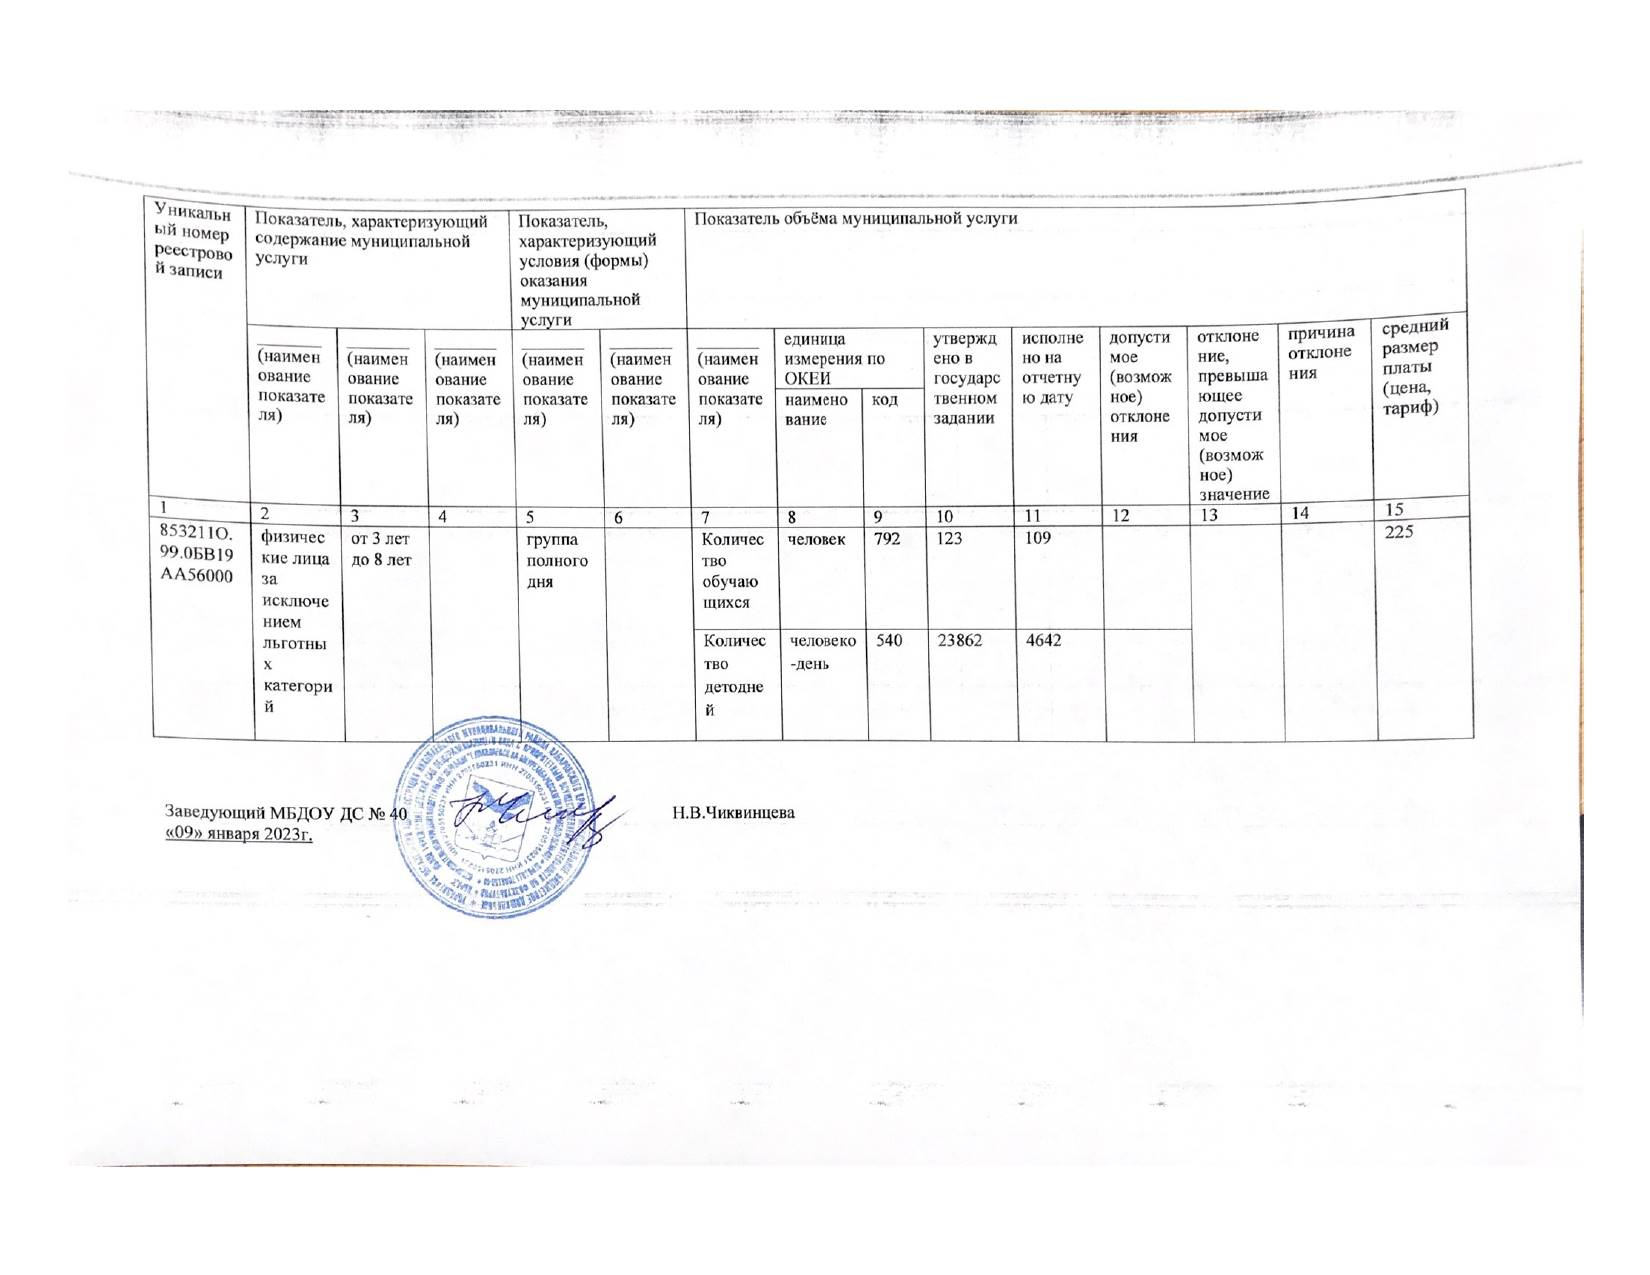 Уникальн
ый номер
реестрово
й записи
Показатель, характеризующий
содержание муниципальной
услуги
Показатель,
характеризующий
условия (формы)
оказания
муниципальной
услуги
Показатель объёма муниципальной услуги
(наимен
ование
показате
ля)
(наимен
ование
показате
ля)
(наимен
ование
показате
ля)
(наимен
ование
показате
ля)
(наимен
ование
показате
ля)
(наимен
ование
показате
ля)
единица
измерения по
ОКЕИ
наимено
вание
код
утвержд
ено в
государс
твенном
задании
исполне
но на
отчетну
ю дату
допусти
мое
(возмож
ное)
отклоне
ния
отклоне
ние,
превыша
ющее
допусти
мое
(возмож
ное)
значение
причина
отклоне
ния
средний
размер
платы
(цена,
тариф)
1 2 3 4 5 6 7 8 9 10 11 12 13 14 15
853211О.
99.0БВ19
АА56000
физичес
кие лица
за
исключе
нием
льготны
х
категори
й
от 3 лет
до 8 лет
группа
полного
дня
Количес
тво
обучаю
щихся
человек
792
123
109
225
Количес
тво
детодне
й
человеко
-день
540
23862
4642
Заведующий МБДОУ ДС № 40
Н.В.Чиквинцева
«09» января 2023г.